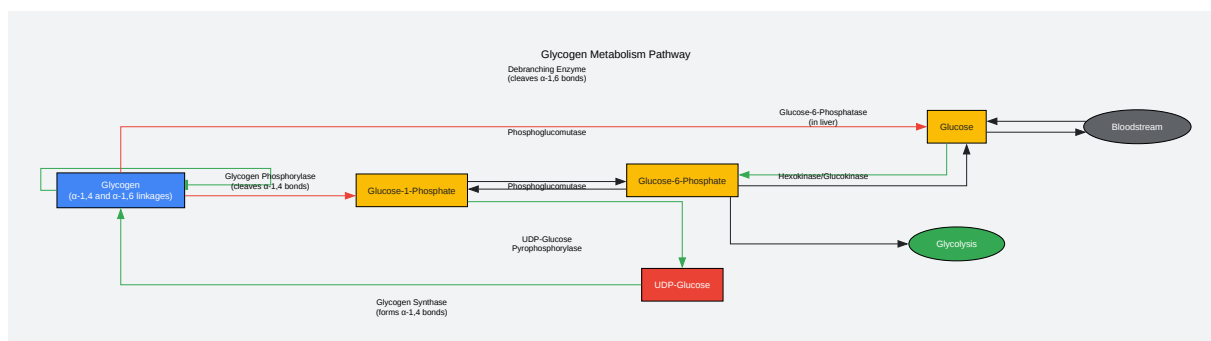 Glycogen Metabolism Pathway
Debranching Enzyme
(cleaves α-1,6 bonds)
Glucose-6-Phosphatase
(in liver)
Glucose
Bloodstream
Phosphoglucomutase
Glycogen Phosphorylase
(cleaves α-1,4 bonds)
Hexokinase/Glucokinase
Glycogen
(α-1,4 and α-1,6 linkages)
Glucose-1-Phosphate
Phosphoglucomutase
Glucose-6-Phosphate
UDP-Glucose
Pyrophosphorylase
Glycolysis
UDP-Glucose
Glycogen Synthase
(forms α-1,4 bonds)